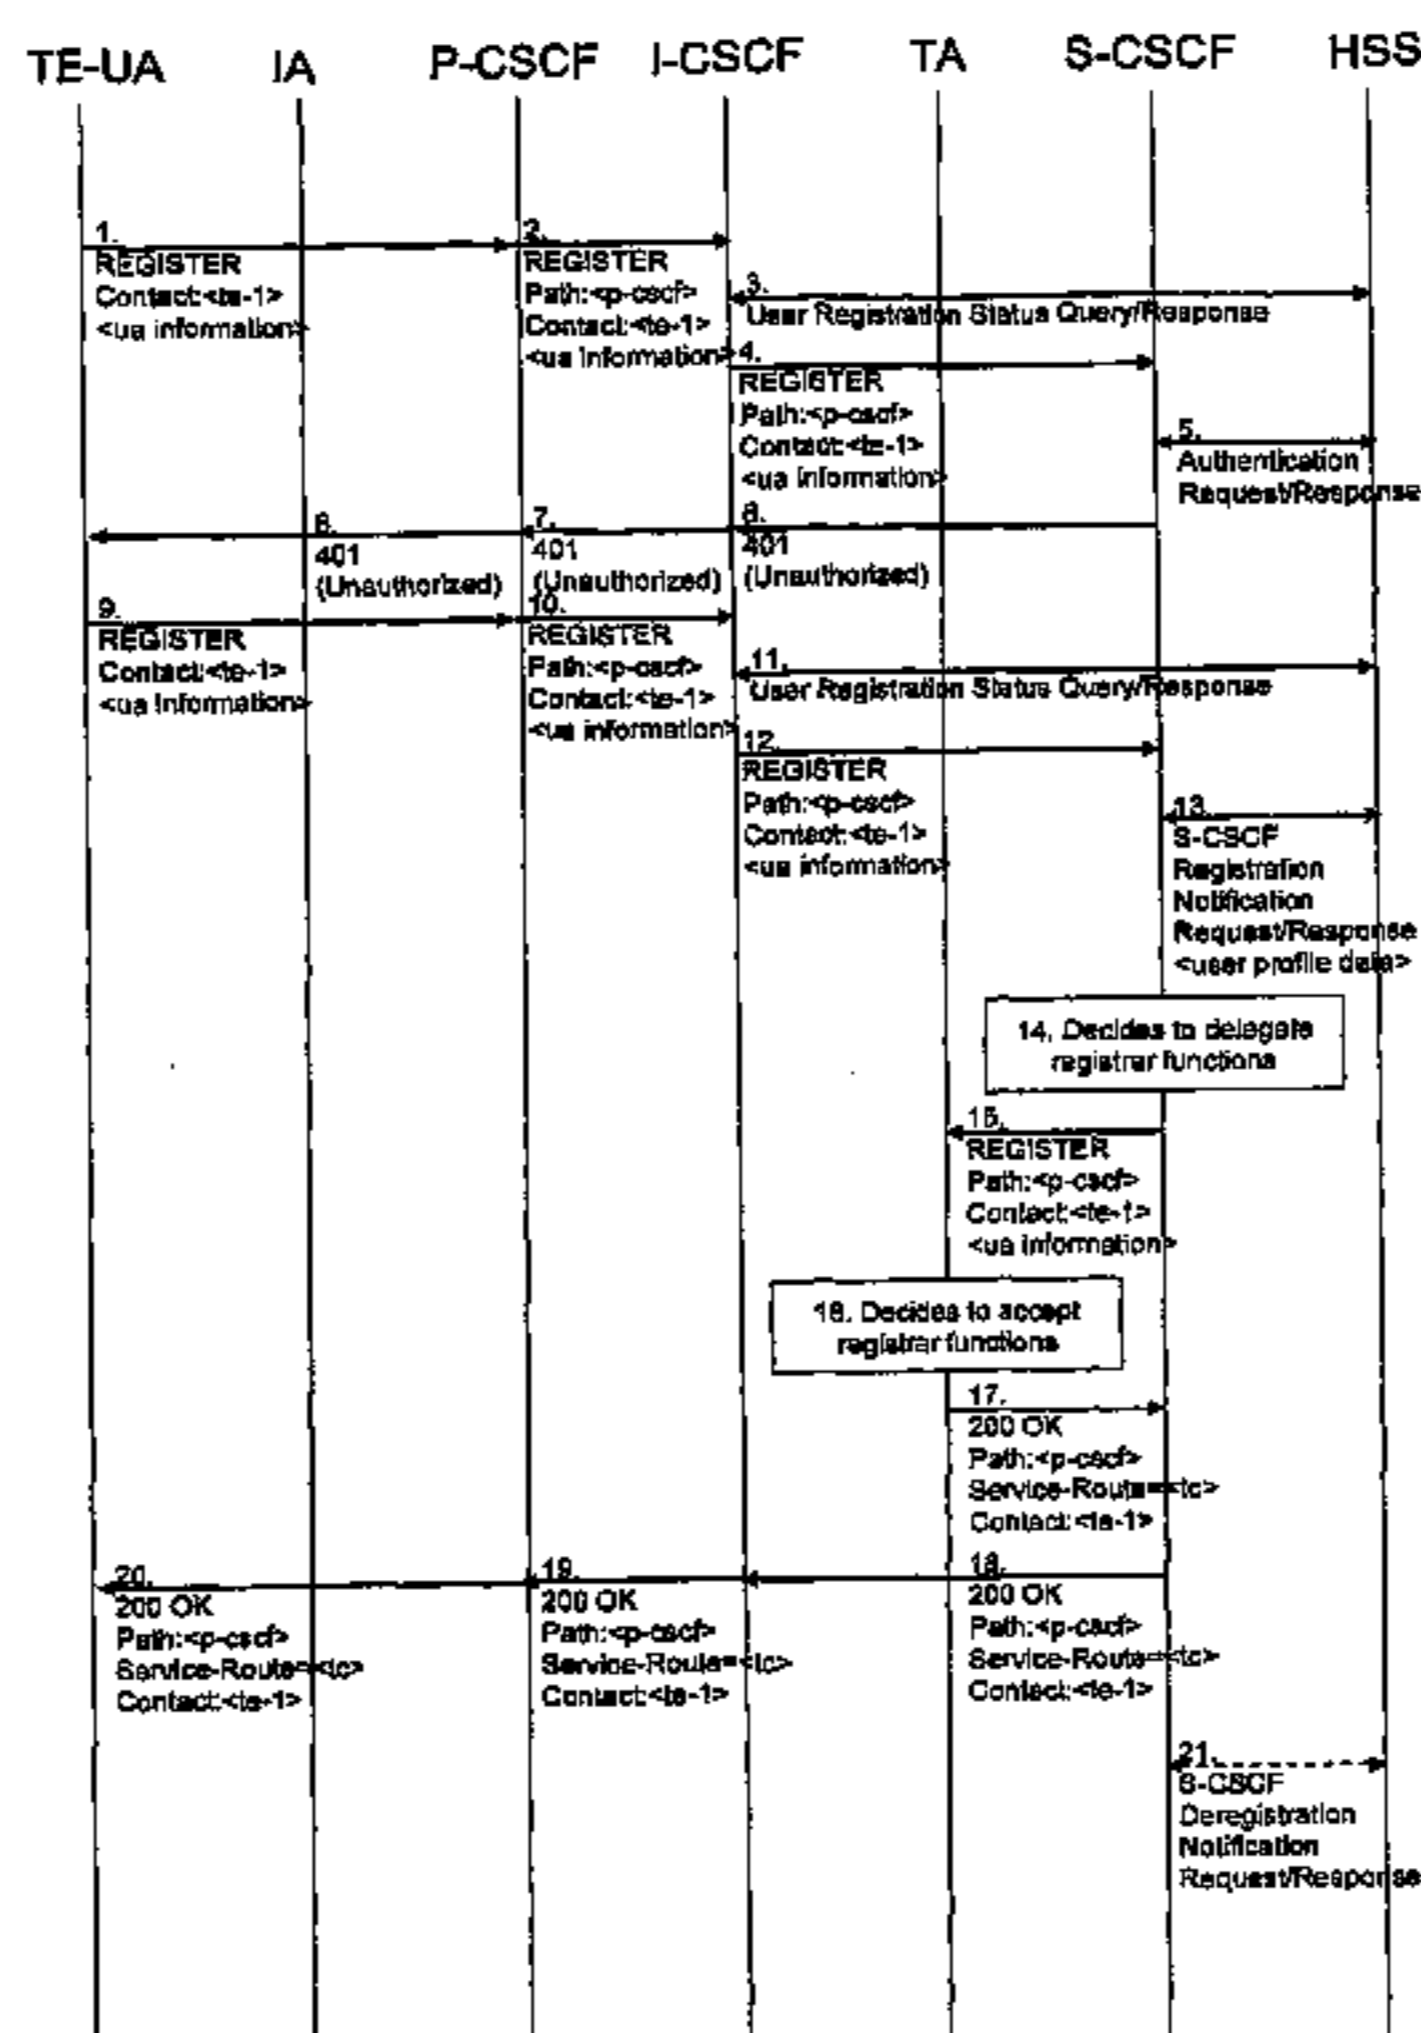 TE-UA IA P-CSCF I-CSCF TA S-CSCF HSS
1.
REGISTER
Contact:<te-1>
<ua information>
2.
REGISTER
Path:<p-cscf>
Contact:<te-1>
<ua information>
3.
User Registration Status Query/Response
4.
REGISTER
Path:<p-cscf>
Contact:<te-1>
<ua information>
5.
Authentication
Request/Response
6.
401
(Unauthorized)
7.
401
(Unauthorized)
8.
401
(Unauthorized)
9.
REGISTER
Contact:<te-1>
<ua information>
10.
REGISTER
Path:<p-cscf>
Contact:<te-1>
<ua information>
11.
User Registration Status Query/Response
12.
REGISTER
Path:<p-cscf>
Contact:<te-1>
<ua information>
13.
S-CSCF
Registration
Notification
Request/Response
<user profile data>
14. Decides to delegate
registrar functions
15.
REGISTER
Path:<p-cscf>
Contact:<te-1>
<ua information>
16. Decides to accept
registrar functions
17.
200 OK
Path:<p-cscf>
Service-Route=<tc>
Contact:<te-1>
18.
200 OK
Path:<p-cscf>
Service-Route=<tc>
Contact:<te-1>
19.
200 OK
Path:<p-cscf>
Service-Route=<tc>
Contact:<te-1>
20.
200 OK
Path:<p-cscf>
Service-Route=<tc>
Contact:<te-1>
21.
S-CSCF
Deregistration
Notification
Request/Response